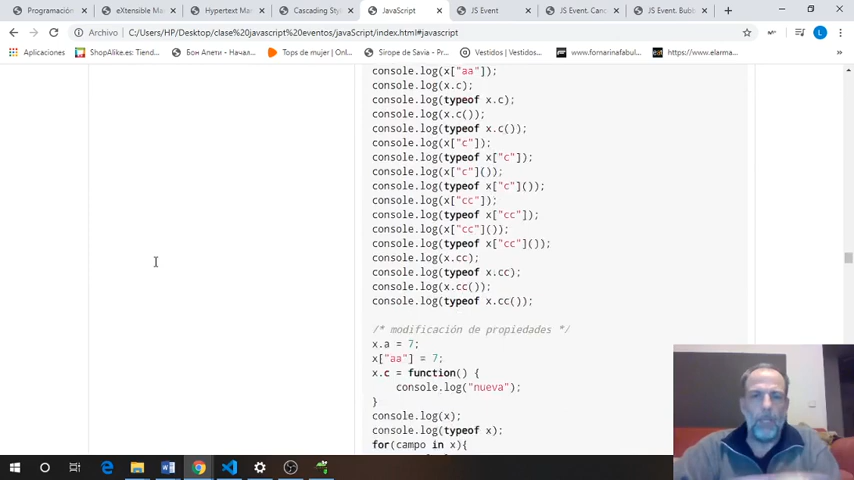 Programación
eXtensible Ma
Hypertext Ma
Cascading Styl
JavaScript
JS Event
JS Event. Canc
JS Event. Bubb
Archivo
C:/Users/HP/Desktop/clase%20javascript%20eventos/javaScript/index.html#javascript
L
Aplicaciones
ShopAlike.es: Tiend...
Бон Апети - Начал...
Tops de mujer | Onl...
Sirope de Savia - Pr...
Vestidos | Vestidos...
www.fornarinafabul...
https://www.elarma...
console.log(x["aa"]);
console.log(x.c);
console.log(typeof x.c);
console.log(x.c());
console.log(typeof x.c());
console.log(x["c"]);
console.log(typeof x["c"]);
console.log(x["c"]());
console.log(typeof x["c"]());
console.log(x["cc"]);
console.log(typeof x["cc"]);
console.log(x["cc"]());
console.log(typeof x["cc"]());
console.log(x.cc);
console.log(typeof x.cc);
console.log(x.cc());
console.log(typeof x.cc());
/* modificación de propiedades */
x.a = 7;
x["aa"] = 7;
x.c = function() {
console.log("nueva");
}
console.log(x);
console.log(typeof x);
for(campo in x){